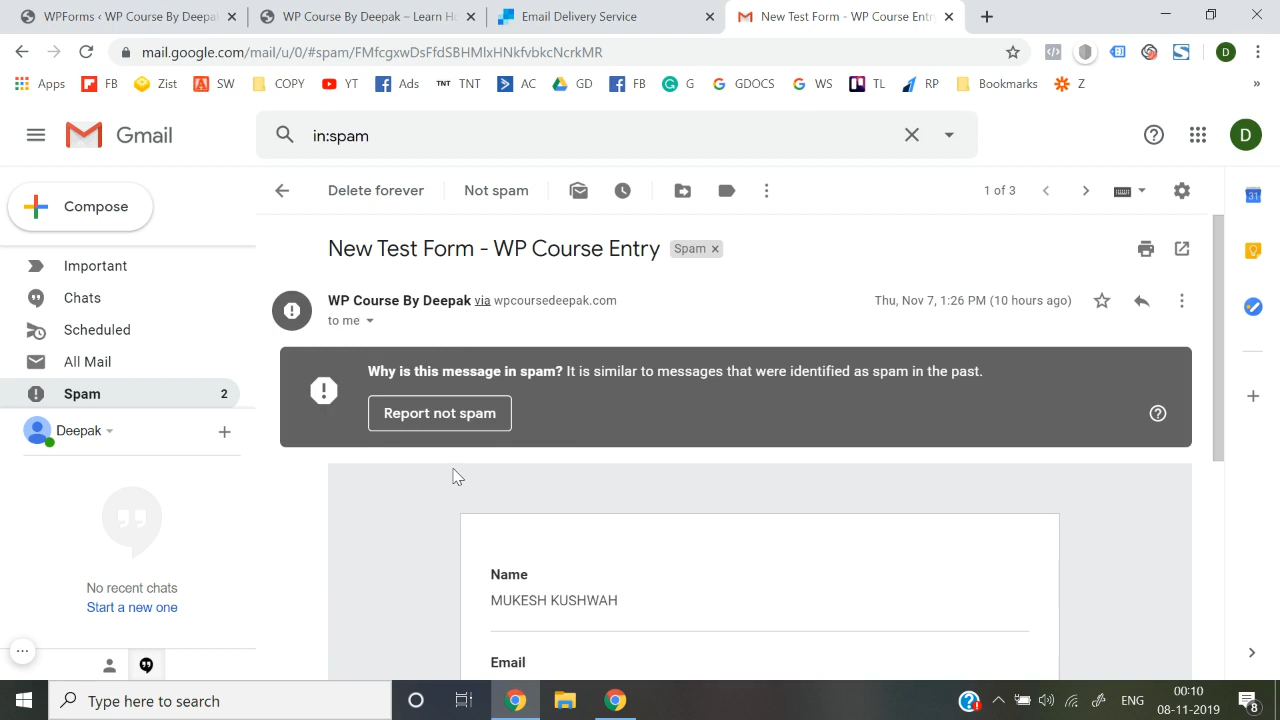 WPForms ‹ WP Course By Deepa
WP Course By Deepak – Learn H
Email Delivery Service
New Test Form - WP Course Entr
mail.google.com/mail/u/0/#spam/FMfcgxwDsFfdSBHMlxHNkfvbkcNcrkMR
Apps FB Zist SW COPY YT Ads TNT TNT AC GD FB G GDOCS WS TL RP Bookmarks Z »
Gmail
in:spam
D
D
Compose
Delete forever Not spam 1 of 3
New Test Form - WP Course Entry Spam ×
31
Important
Chats
Scheduled
All Mail
Spam 2
Deepak
WP Course By Deepak via wpcoursedeepak.com Thu, Nov 7, 1:26 PM (10 hours ago)
to me
Why is this message in spam? It is similar to messages that were identified as spam in the past.
Report not spam
Name
MUKESH KUSHWAH
Email
No recent chats
Start a new one
Type here to search
ENG
00:10
08-11-2019
8